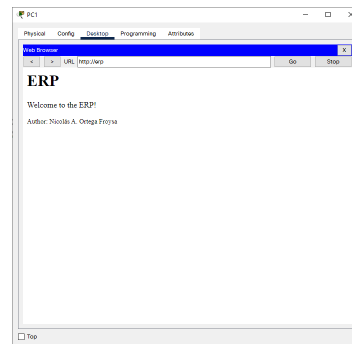 PC1
Physical Config Desktop Programming Attributes
Web Browser X
< > URL http://erp Go Stop
ERP
Welcome to the ERP!
Author: Nicolás A. Ortega Froysa
Top